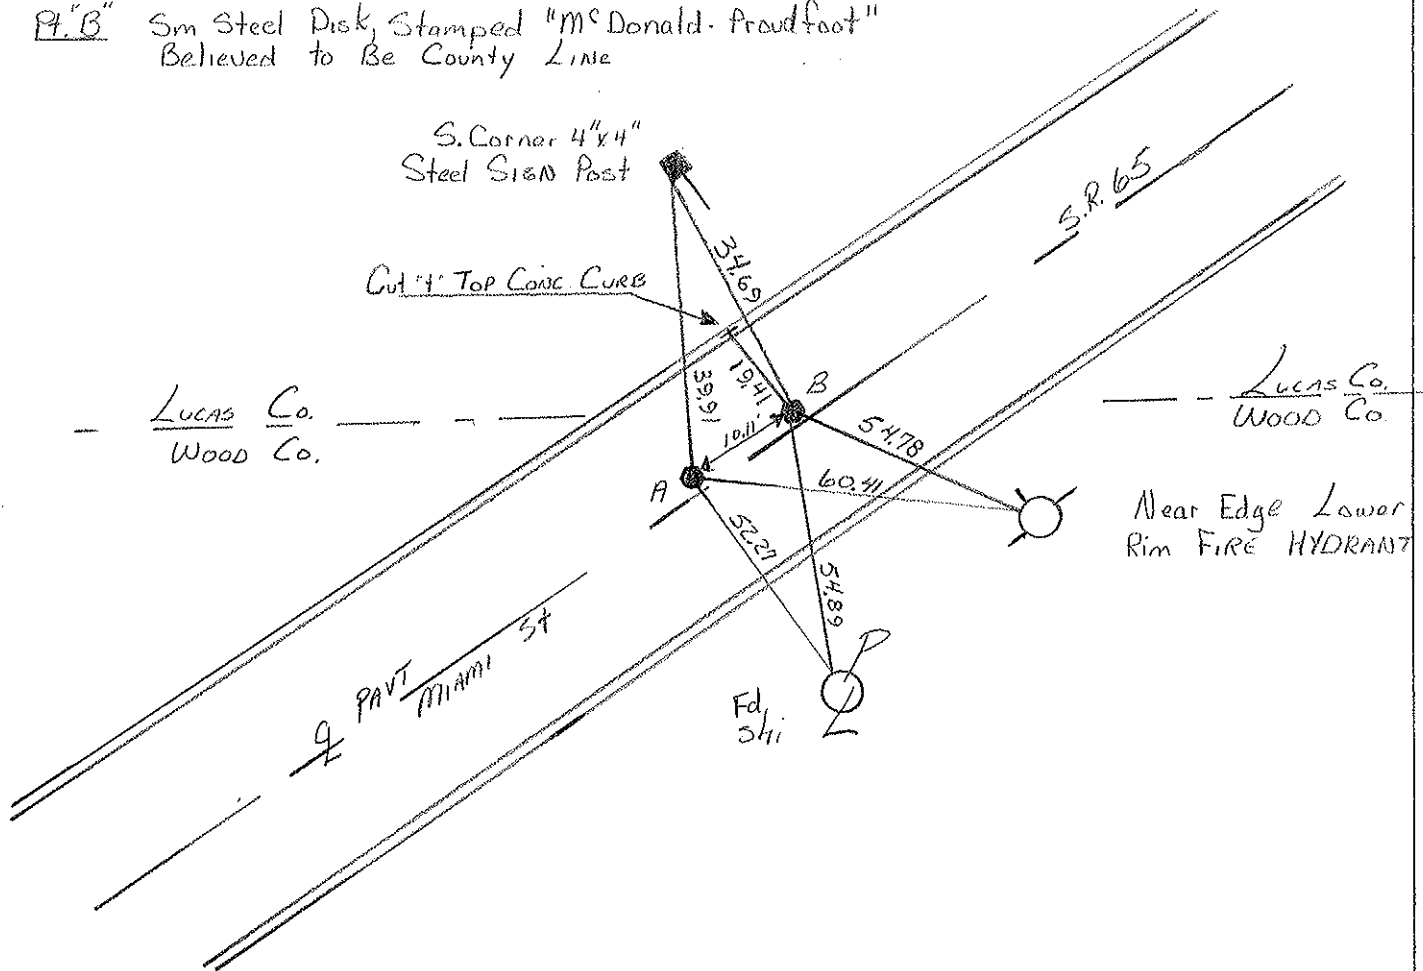 Pt. "B" Sm Steel Disk, Stamped "McDonald-Proudfoot"
Believed to Be County Line
S. Corner 4"x4"
Steel Sign Post
S.R. 65
34.69
Cut "+" Top Conc. Curb
39.91
19.41
B
10.11
54.78
Lucas Co.
Wood Co.
Lucas Co.
Wood Co.
A
60.41
Near Edge Lower
Rim Fire Hydrant
52.27
54.89
PAVT
Miami St
P
L
Fd.